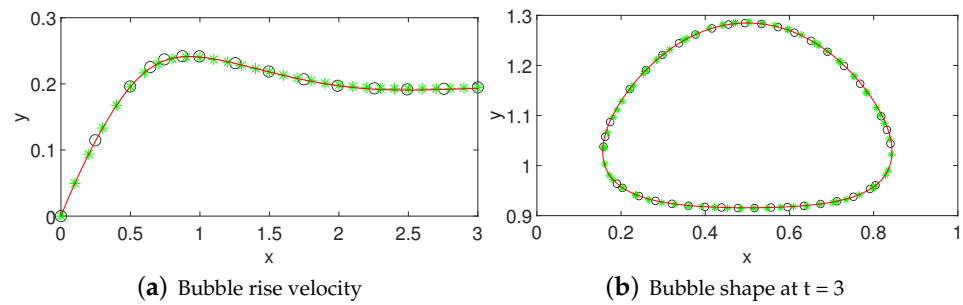 0.3
0.2
0.1
0
y
0 0.5 1 1.5 2 2.5 3
x
(a) Bubble rise velocity
1.3
1.2
1.1
1
0.9
y
0 0.2 0.4 0.6 0.8 1
x
(b) Bubble shape at t = 3